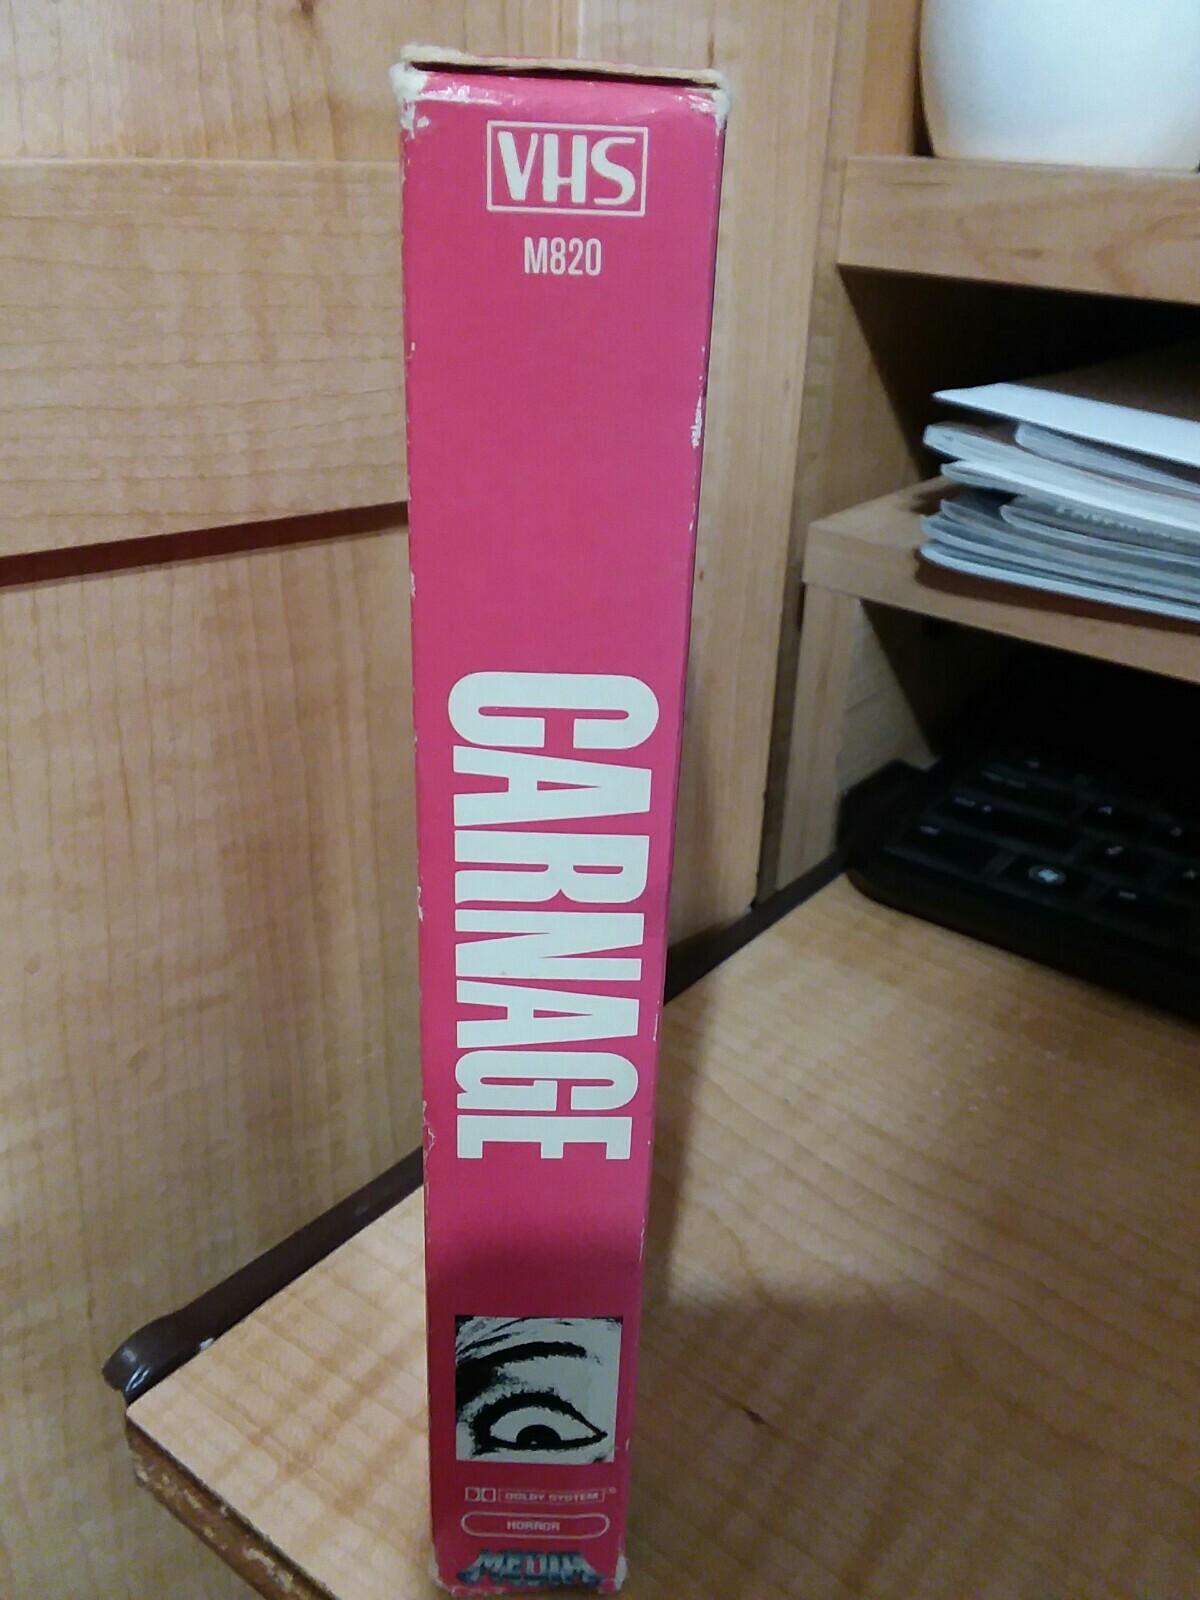 VHS
M820
CARNAGE
DOLBY SYSTEM®
HORROR
MEDIA